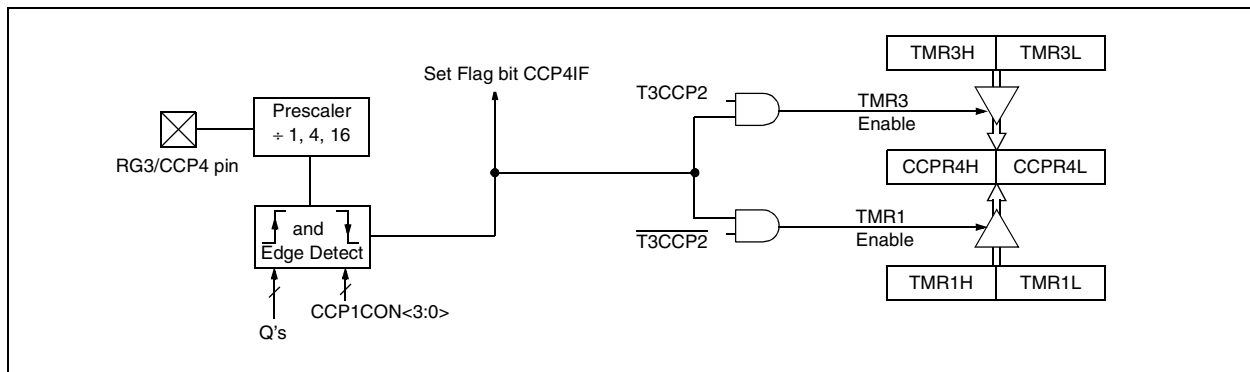 TMR3H TMR3L
Set Flag bit CCP4IF
T3CCP2
TMR3
Enable
Prescaler
÷ 1, 4, 16
RG3/CCP4 pin
CCPR4H CCPR4L
and
Edge Detect
T3CCP2
TMR1
Enable
TMR1H TMR1L
CCP1CON<3:0>
Q's